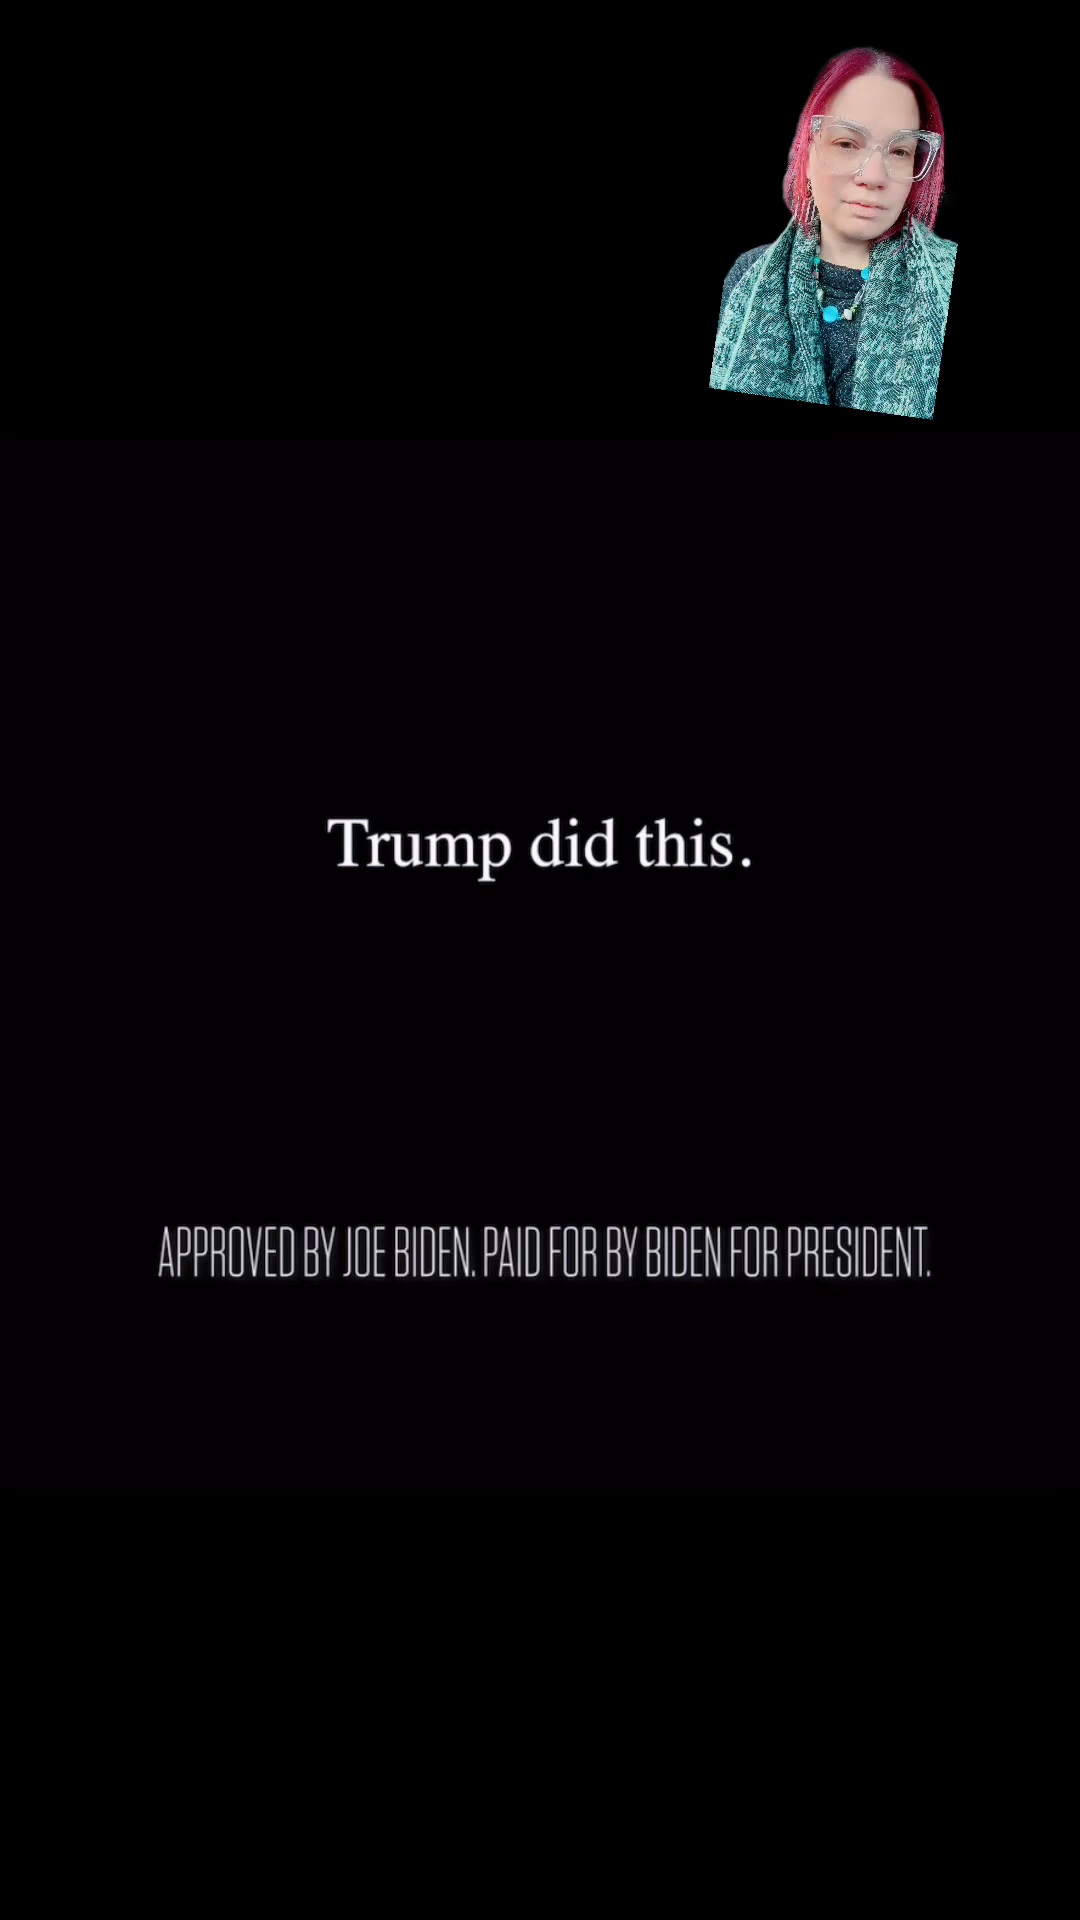 Trump did this.
APPROVED BY JOE BIDEN. PAID FOR BY BIDEN FOR PRESIDENT.